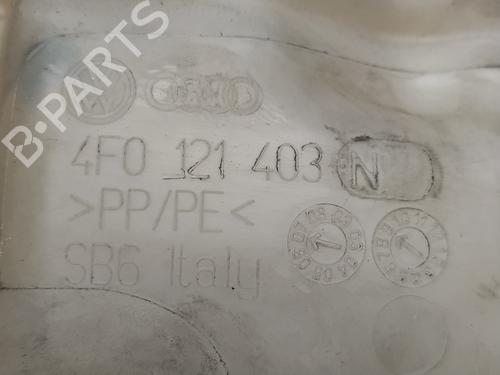 B-PARTS
4F0 121 403 N
>PP/PE<
SB6 Italy